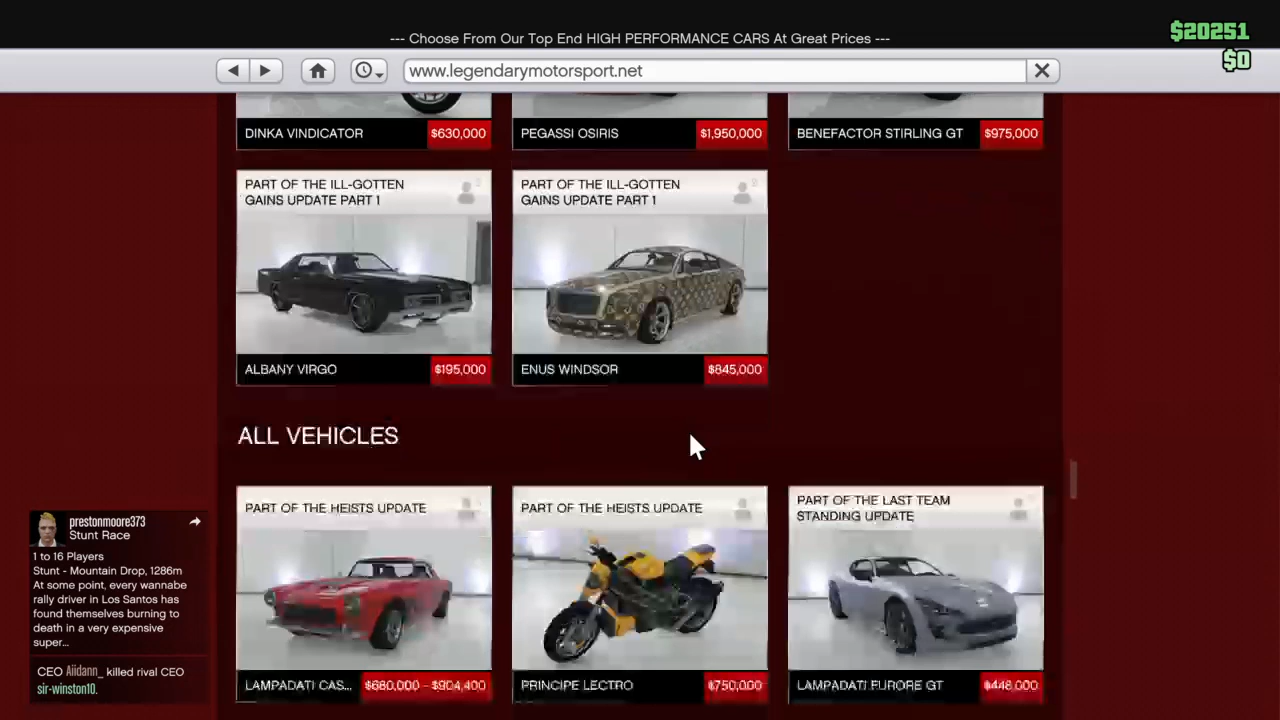 --- Choose From Our Top End HIGH PERFORMANCE CARS At Great Prices ---
$20251
$0
www.legendarymotorsport.net
DINKA VINDICATOR $630,000
PEGASSI OSIRIS $1,950,000
BENEFACTOR STIRLING GT $975,000
PART OF THE ILL-GOTTEN
GAINS UPDATE PART 1
ALBANY VIRGO $195,000
PART OF THE ILL-GOTTEN
GAINS UPDATE PART 1
ENUS WINDSOR $845,000
ALL VEHICLES
PART OF THE HEISTS UPDATE
LAMPADATI CAS... $680,000 - $904,400
PART OF THE HEISTS UPDATE
PRINCIPE LECTRO $750,000
PART OF THE LAST TEAM
STANDING UPDATE
LAMPADATI FURORE GT $448,000
prestonmoore373
Stunt Race
1 to 16 Players
Stunt - Mountain Drop, 1286m
At some point, every wannabe
rally driver in Los Santos has
found themselves burning to
death in a very expensive
super...
CEO Aiidann_ killed rival CEO
sir-winston10.